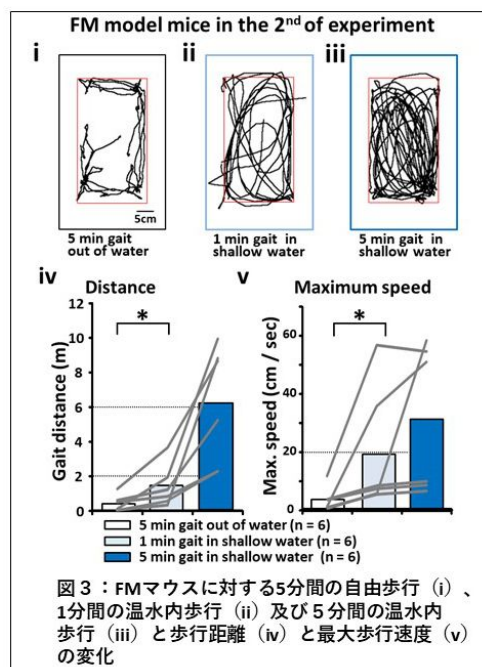 FM model mice in the 2nd of experiment
i
ii
iii
5cm
5 min gait
out of water
1 min gait in
shallow water
5 min gait in
shallow water
iv
Distance
Gait distance (m)
12
10
8
6
4
2
0
*
v
Maximum speed
Max. speed (cm / sec)
60
40
20
0
*
5 min gait out of water (n = 6)
1 min gait in shallow water (n = 6)
5 min gait in shallow water (n = 6)
図3：FMマウスに対する5分間の自由歩行（i）、
1分間の温水内歩行（ii）及び５分間の温水内
歩行（iii）と歩行距離（iv）と最大歩行速度（v）
の変化